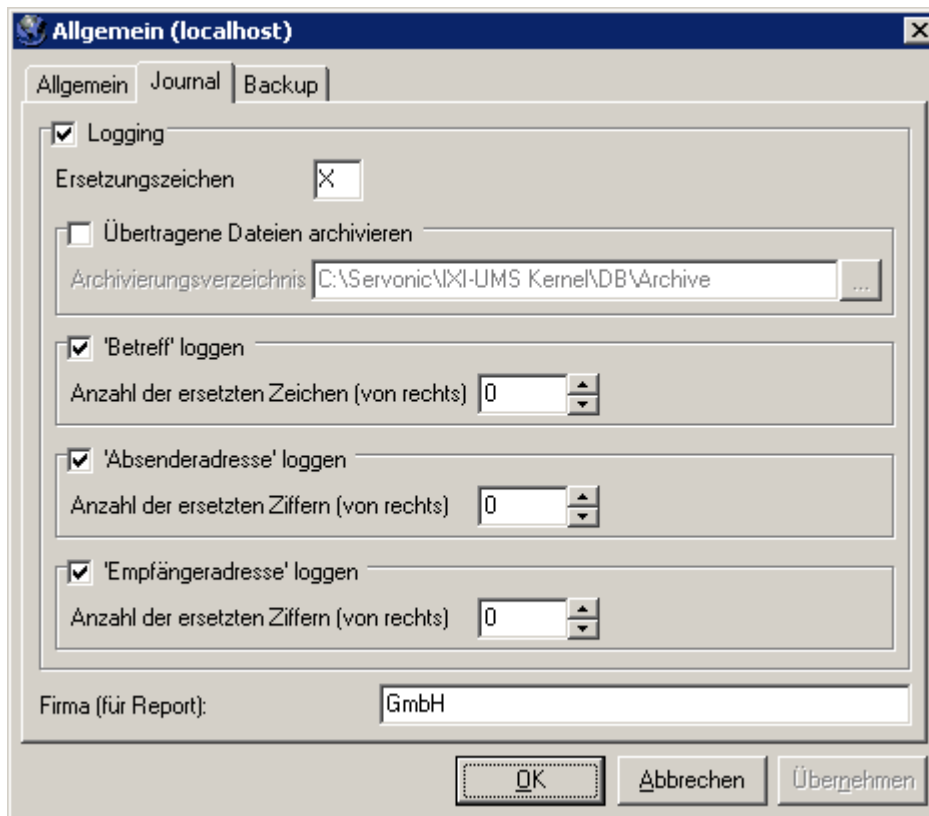 Allgemein (localhost)
Allgemein Journal Backup
Logging
Ersetzungszeichen X
Übertragene Dateien archivieren
Archivierungsverzeichnis C:\Servonic\IXI-UMS Kernel\DB\Archive ...
'Betreff' loggen
Anzahl der ersetzten Zeichen (von rechts) 0
'Absenderadresse' loggen
Anzahl der ersetzten Ziffern (von rechts) 0
'Empfängeradresse' loggen
Anzahl der ersetzten Ziffern (von rechts) 0
Firma (für Report): GmbH
OK Abbrechen Übernehmen